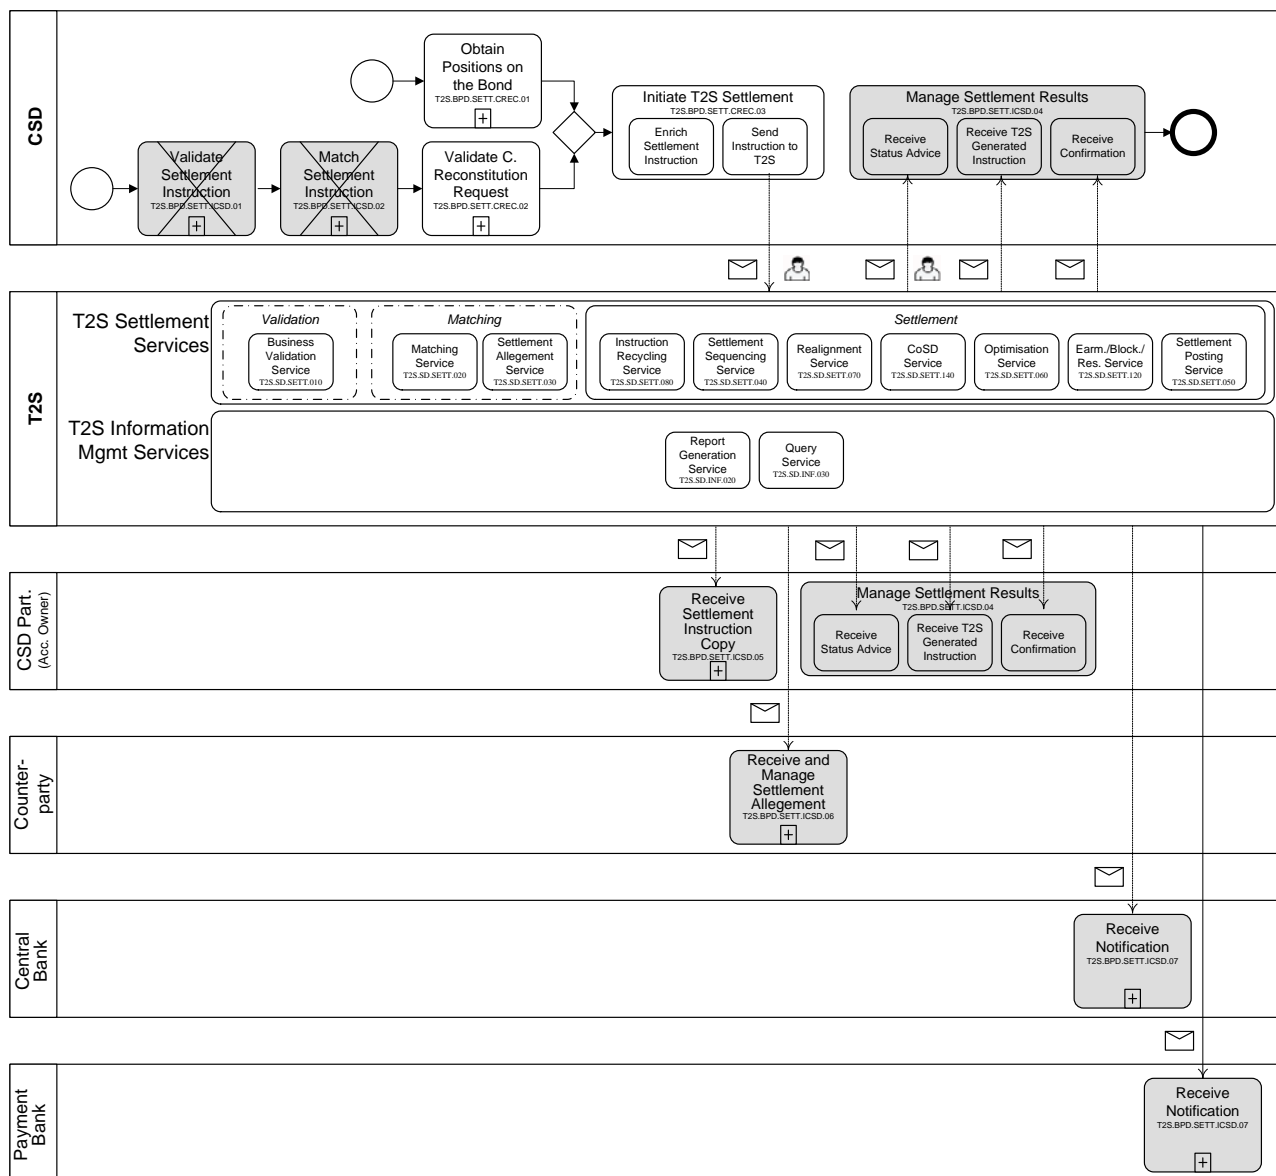 CSD
Obtain
Positions on
the Bond
T2S.BPD.SETT.CREC.01
Validate
Settlement
Instruction
T2S.BPD.SETT.ICSD.01
Match
Settlement
Instruction
T2S.BPD.SETT.ICSD.02
Validate C.
Reconstitution
Request
T2S.BPD.SETT.CREC.02
Initiate T2S Settlement
T2S.BPD.SETT.CREC.03
Enrich
Settlement
Instruction
Send
Instruction to
T2S
Manage Settlement Results
T2S.BPD.SETT.ICSD.04
Receive
Status Advice
Receive T2S
Generated
Instruction
Receive
Confirmation
T2S
T2S Settlement
Services
Validation
Business
Validation
Service
T2S.SD.SETT.010
Matching
Matching
Service
T2S.SD.SETT.020
Settlement
Allegement
Service
T2S.SD.SETT.030
Settlement
Instruction
Recycling
Service
T2S.SD.SETT.080
Settlement
Sequencing
Service
T2S.SD.SETT.040
Realignment
Service
T2S.SD.SETT.070
CoSD
Service
T2S.SD.SETT.140
Optimisation
Service
T2S.SD.SETT.060
Earm./Block./
Res. Service
T2S.SD.SETT.120
Settlement
Posting
Service
T2S.SD.SETT.050
T2S Information
Mgmt Services
Report
Generation
Service
T2S.SD.INF.020
Query
Service
T2S.SD.INF.030
CSD Part.
(Acc. Owner)
Receive
Settlement
Instruction
Copy
T2S.BPD.SETT.ICSD.05
Manage Settlement Results
T2S.BPD.SETT.ICSD.04
Receive
Status Advice
Receive T2S
Generated
Instruction
Receive
Confirmation
Counter-
party
Receive and
Manage
Settlement
Allegement
T2S.BPD.SETT.ICSD.06
Central
Bank
Receive
Notification
T2S.BPD.SETT.ICSD.07
Payment
Bank
Receive
Notification
T2S.BPD.SETT.ICSD.07